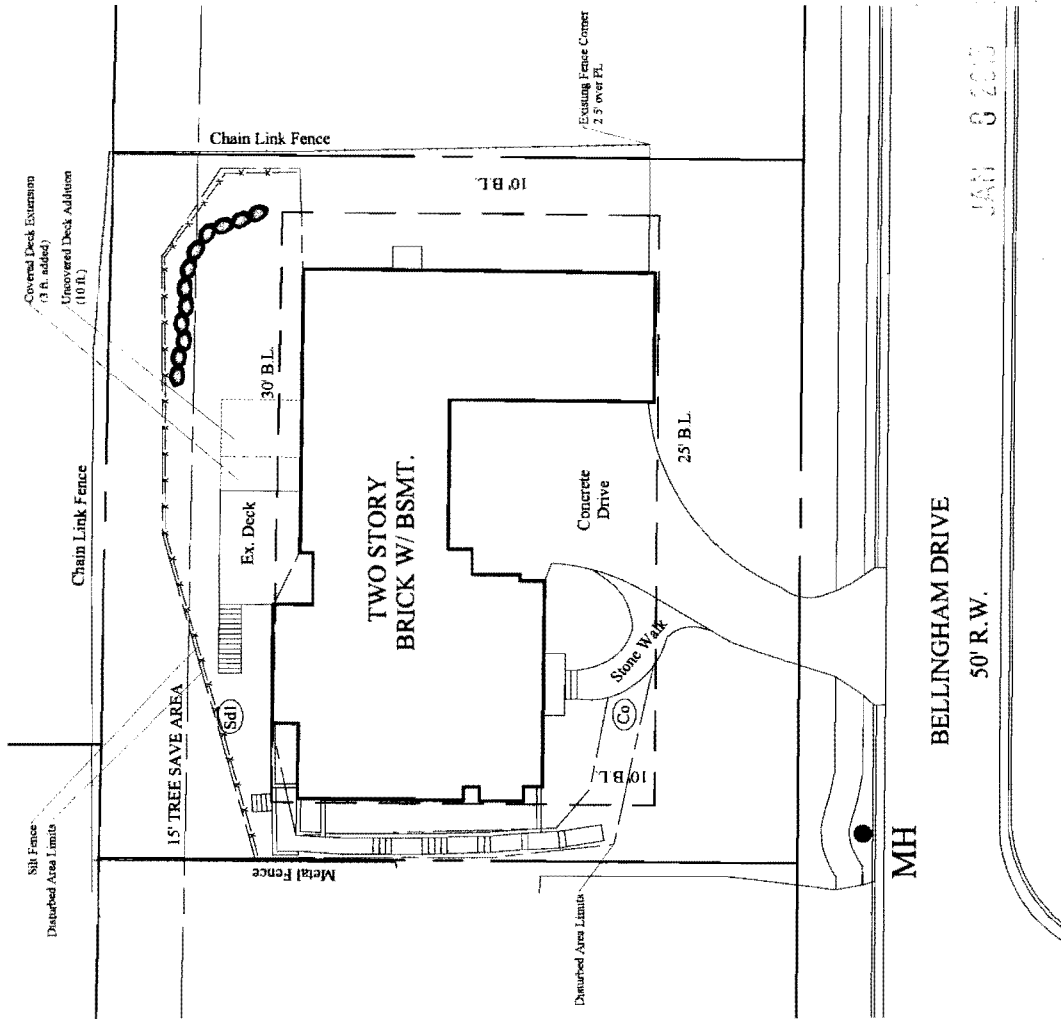 Covered Deck Extension
(3 ft. added)
Uncovered Deck Addition
(10 ft.)
Chain Link Fence
Chain Link Fence
Existing Fence Corner
2.5' over PL
10' B.L.
30' B.L.
Ex. Deck
TWO STORY
BRICK W/ BSMT.
Concrete
Drive
25' B.L.
Stone Walk
Silt Fence
Disturbed Area Limits
15' TREE SAVE AREA
Sd1
Co
10' B.L.
Metal Fence
Disturbed Area Limits
MH
BELLINGHAM DRIVE
50' R.W.
JAN 8